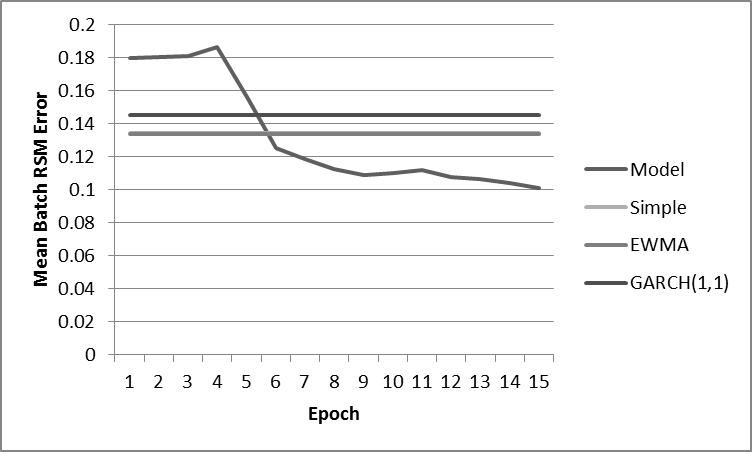 0.2
0.18
0.16
0.14
0.12
0.1
0.08
0.06
0.04
0.02
0
Mean Batch RSM Error
1 2 3 4 5 6 7 8 9 10 11 12 13 14 15
Epoch
Model
Simple
EWMA
GARCH(1,1)